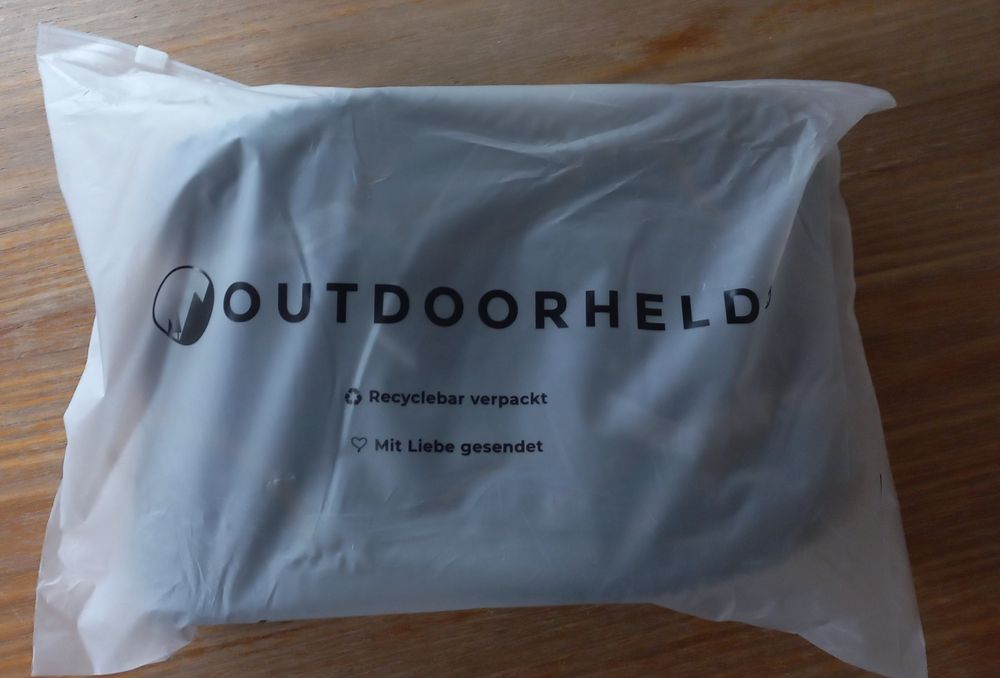 OUTDOORHELD
Recyclebar verpackt
Mit Liebe gesendet